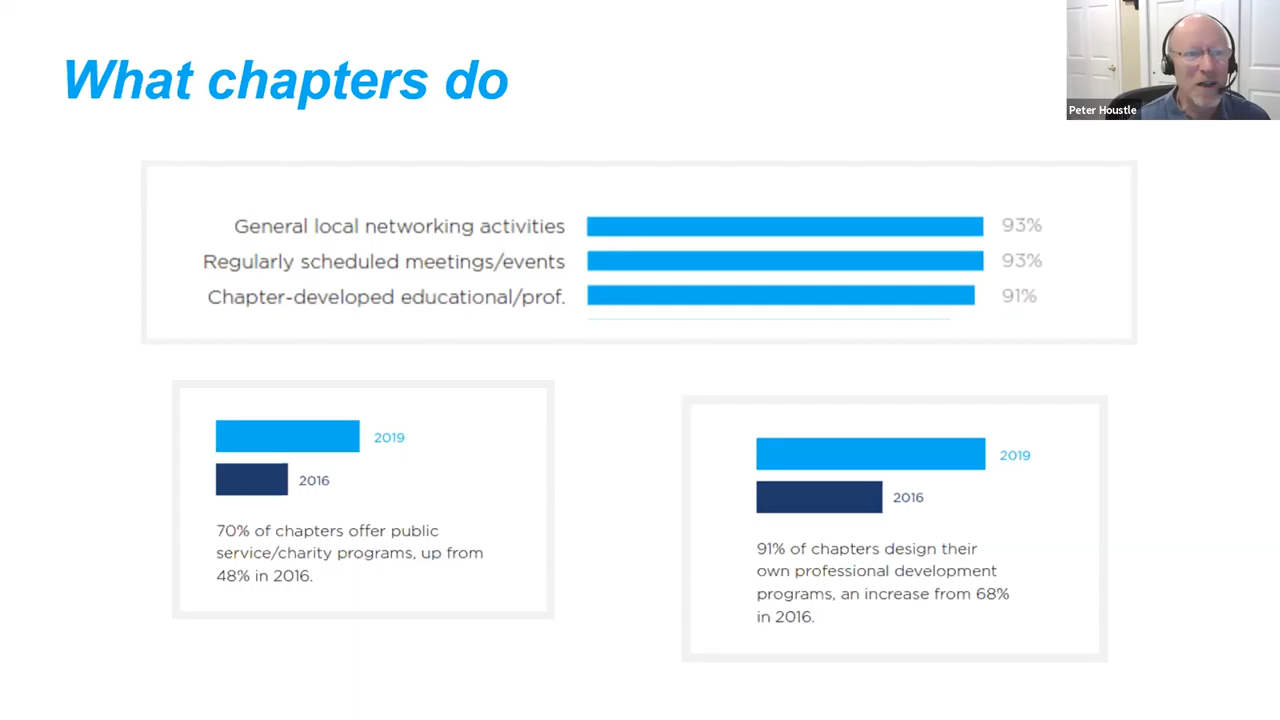 What chapters do
Peter Houstle
General local networking activities 93%
Regularly scheduled meetings/events 93%
Chapter-developed educational/prof. 91%
2019
2016
70% of chapters offer public
service/charity programs, up from
48% in 2016.
2019
2016
91% of chapters design their
own professional development
programs, an increase from 68%
in 2016.